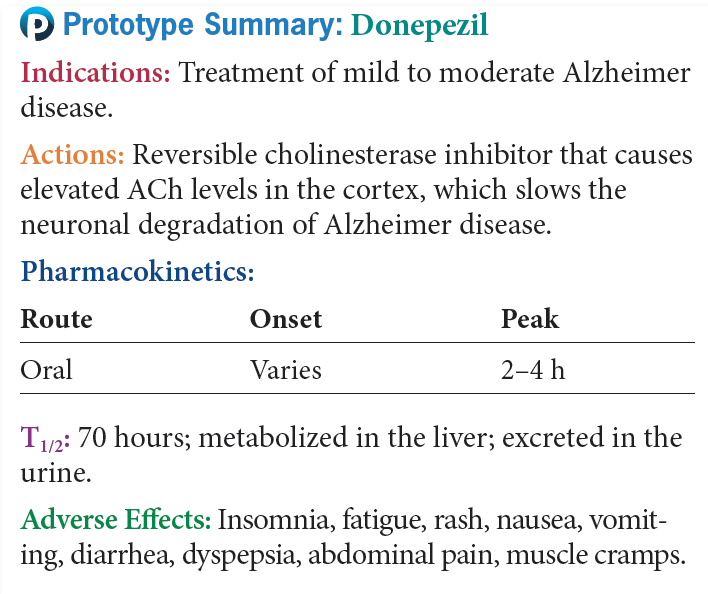 P Prototype Summary: Donepezil
Indications: Treatment of mild to moderate Alzheimer
disease.
Actions: Reversible cholinesterase inhibitor that causes
elevated ACh levels in the cortex, which slows the
neuronal degradation of Alzheimer disease.
Pharmacokinetics:
Route Onset Peak
Oral Varies 2–4 h
T1/2: 70 hours; metabolized in the liver; excreted in the
urine.
Adverse Effects: Insomnia, fatigue, rash, nausea, vomit-
ing, diarrhea, dyspepsia, abdominal pain, muscle cramps.